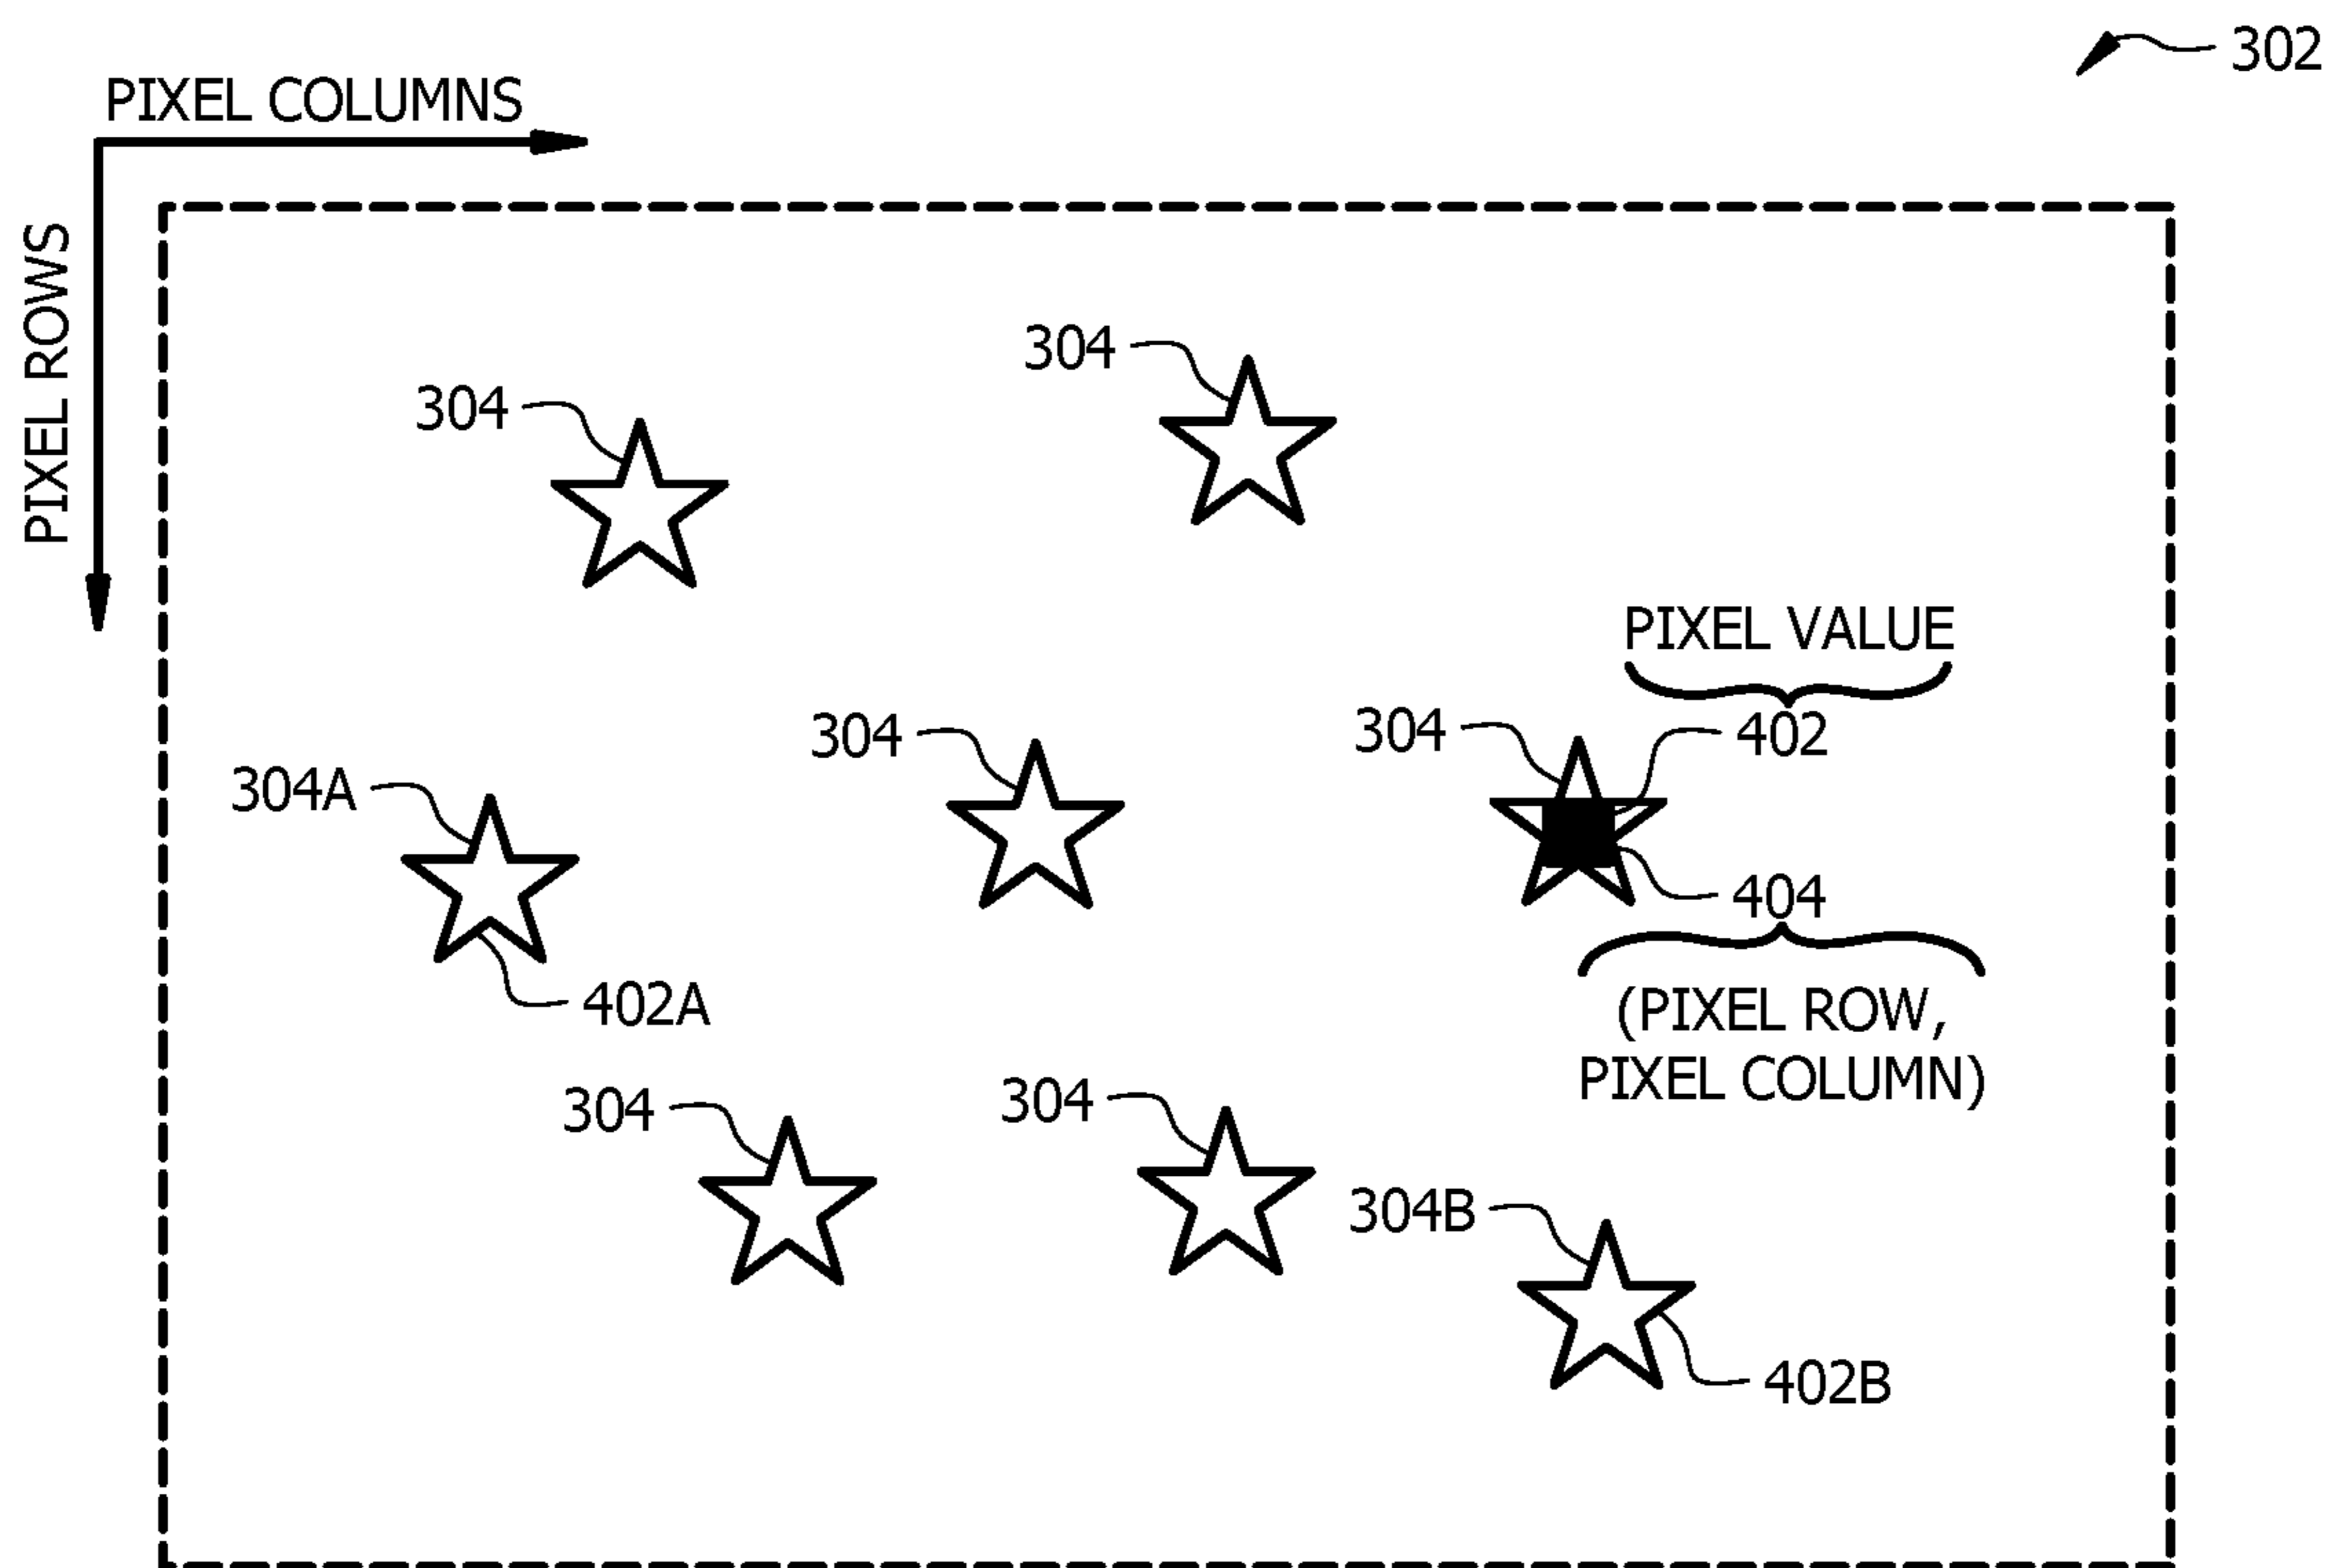 302
PIXEL COLUMNS
PIXEL ROWS
304
304
PIXEL VALUE
304
304
402
304A
404
402A
(PIXEL ROW,
PIXEL COLUMN)
304
304
304B
402B